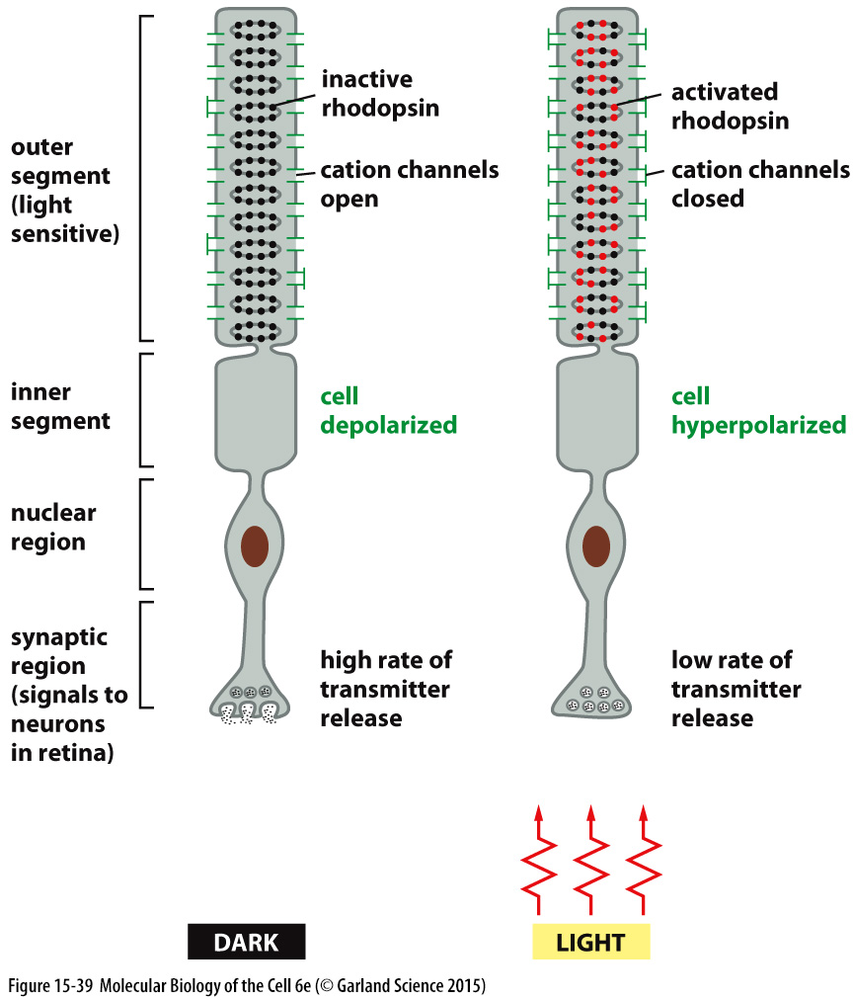 outer
segment
(light
sensitive)
inactive
rhodopsin
cation channels
open
activated
rhodopsin
cation channels
closed
inner
segment
cell
depolarized
cell
hyperpolarized
nuclear
region
synaptic
region
(signals to
neurons
in retina)
high rate of
transmitter
release
low rate of
transmitter
release
DARK
LIGHT
Figure 15-39 Molecular Biology of the Cell 6e (© Garland Science 2015)